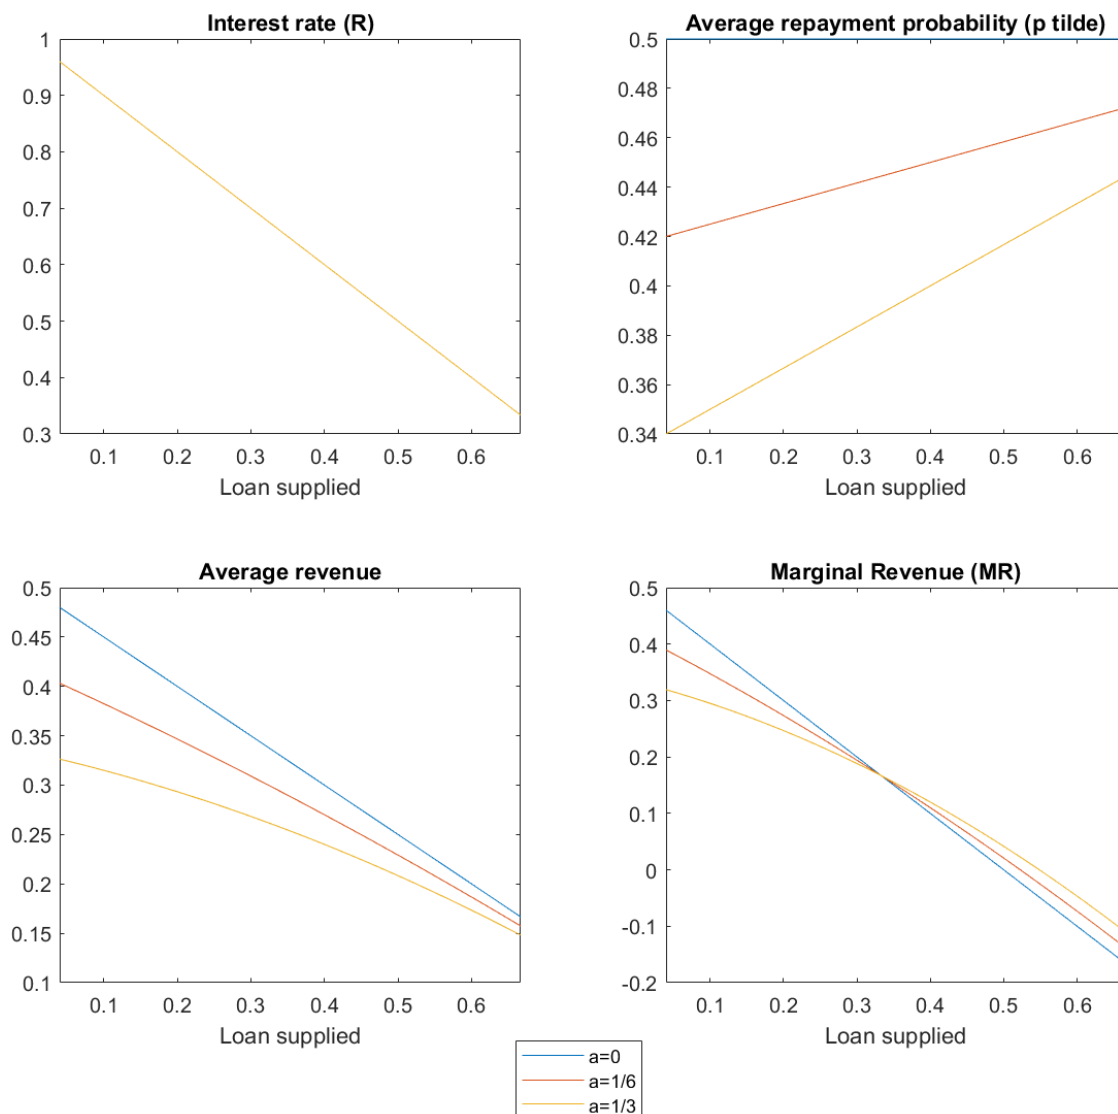 Interest rate (R)
1
0.9
0.8
0.7
0.6
0.5
0.4
0.3
0.1 0.2 0.3 0.4 0.5 0.6
Loan supplied
Average repayment probability (p tilde)
0.5
0.48
0.46
0.44
0.42
0.4
0.38
0.36
0.34
0.1 0.2 0.3 0.4 0.5 0.6
Loan supplied
Average revenue
0.5
0.45
0.4
0.35
0.3
0.25
0.2
0.15
0.1
0.1 0.2 0.3 0.4 0.5 0.6
Loan supplied
Marginal Revenue (MR)
0.5
0.4
0.3
0.2
0.1
0
-0.1
-0.2
0.1 0.2 0.3 0.4 0.5 0.6
Loan supplied
a=0
a=1/6
a=1/3